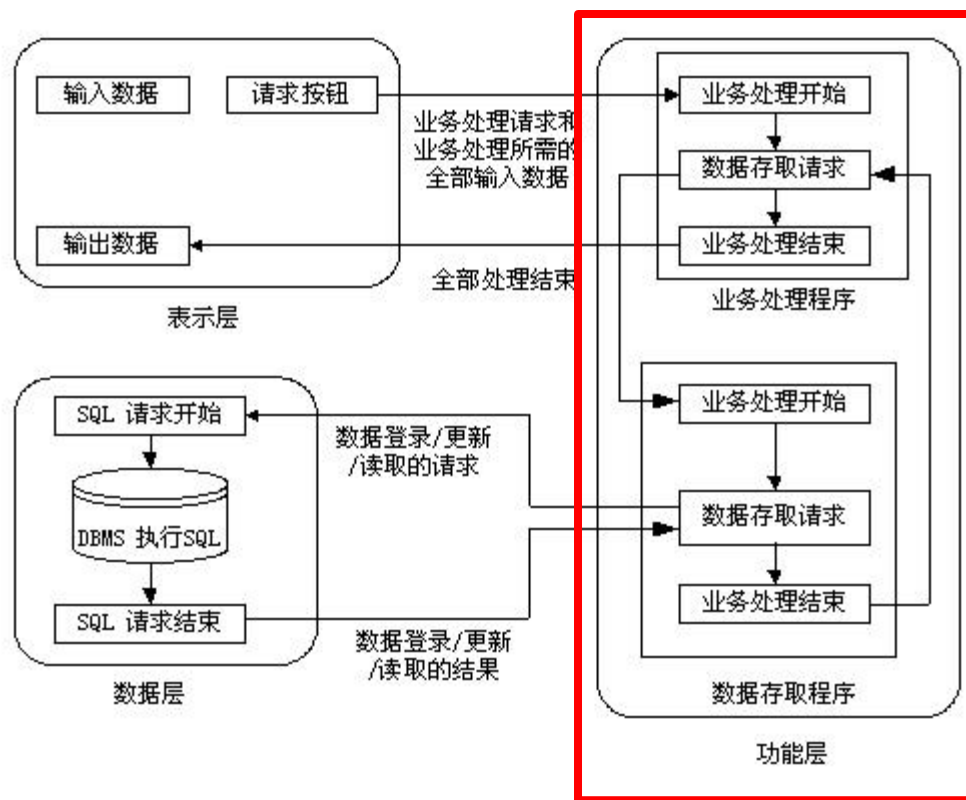 输入数据
请求按钮
业务处理请求和
业务处理所需的
全部输入数据
输出数据
全部处理结束
表示层
业务处理开始
数据存取请求
业务处理结束
业务处理程序
SQL 请求开始
DBMS 执行SQL
SQL 请求结束
数据层
数据登录/更新
/读取的请求
数据登录/更新
/读取的结果
业务处理开始
数据存取请求
业务处理结束
数据存取程序
功能层